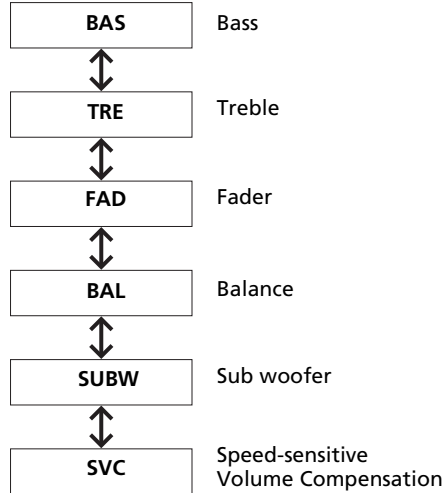 BAS Bass
TRE Treble
FAD Fader
BAL Balance
SUBW Sub woofer
SVC Speed-sensitive
Volume Compensation